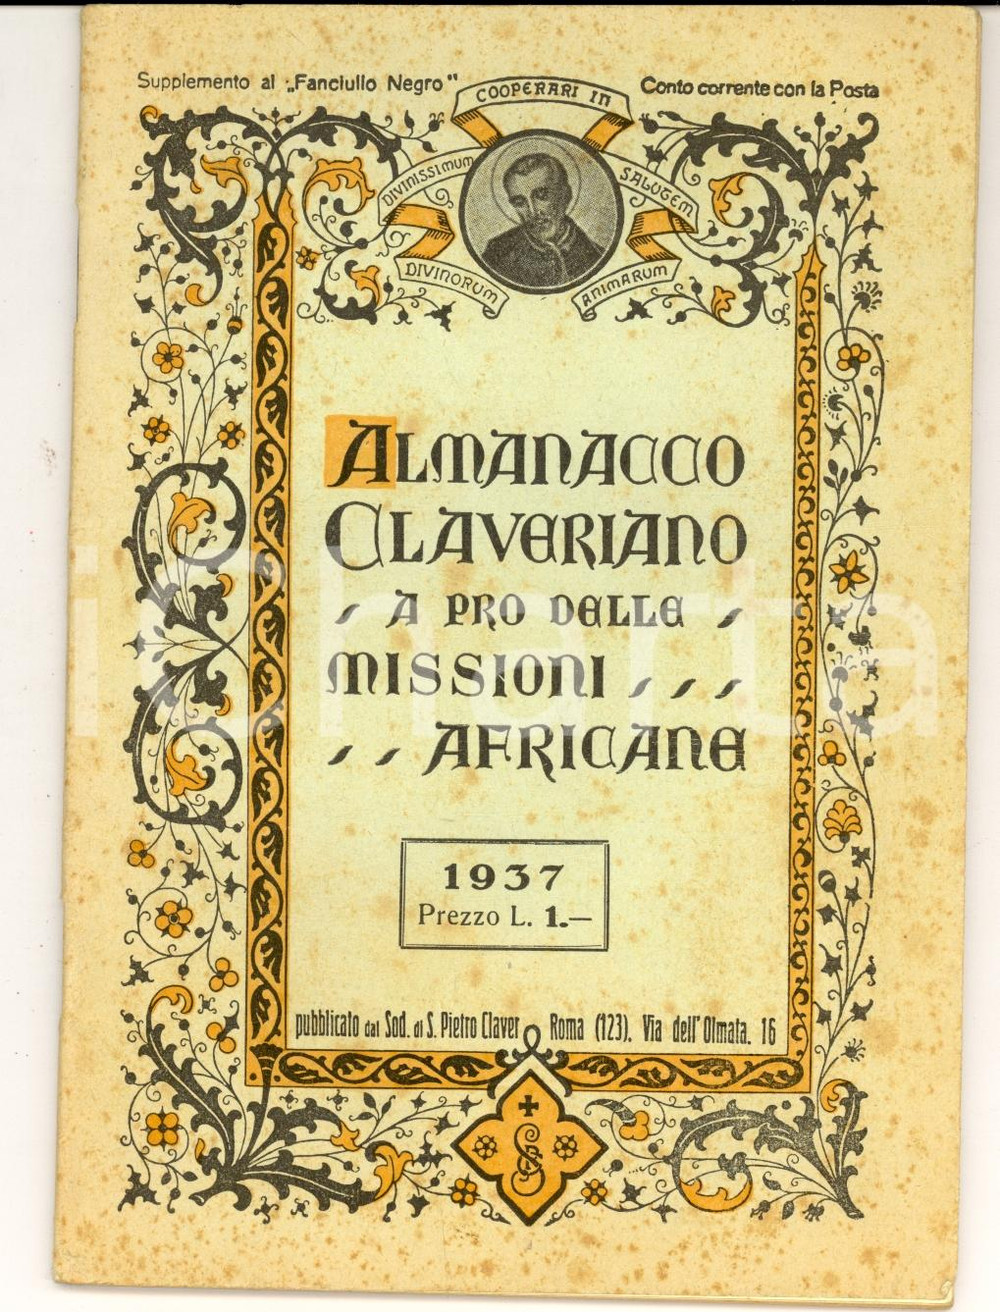 Supplemento al „Fanciullo Negro"
Conto corrente con la Posta
COOPERARI IN
DIVINISSIMUM
SALUTEM
DIVINORUM
ANIMARUM
ALMANACCO
CLAVERIANO
A PRO DELLE
MISSIONI
AFRICANE
1937
Prezzo L. 1.—
pubblicato dal Sod. di S. Pietro Claver Roma (123). Via dell'Olmata. 16